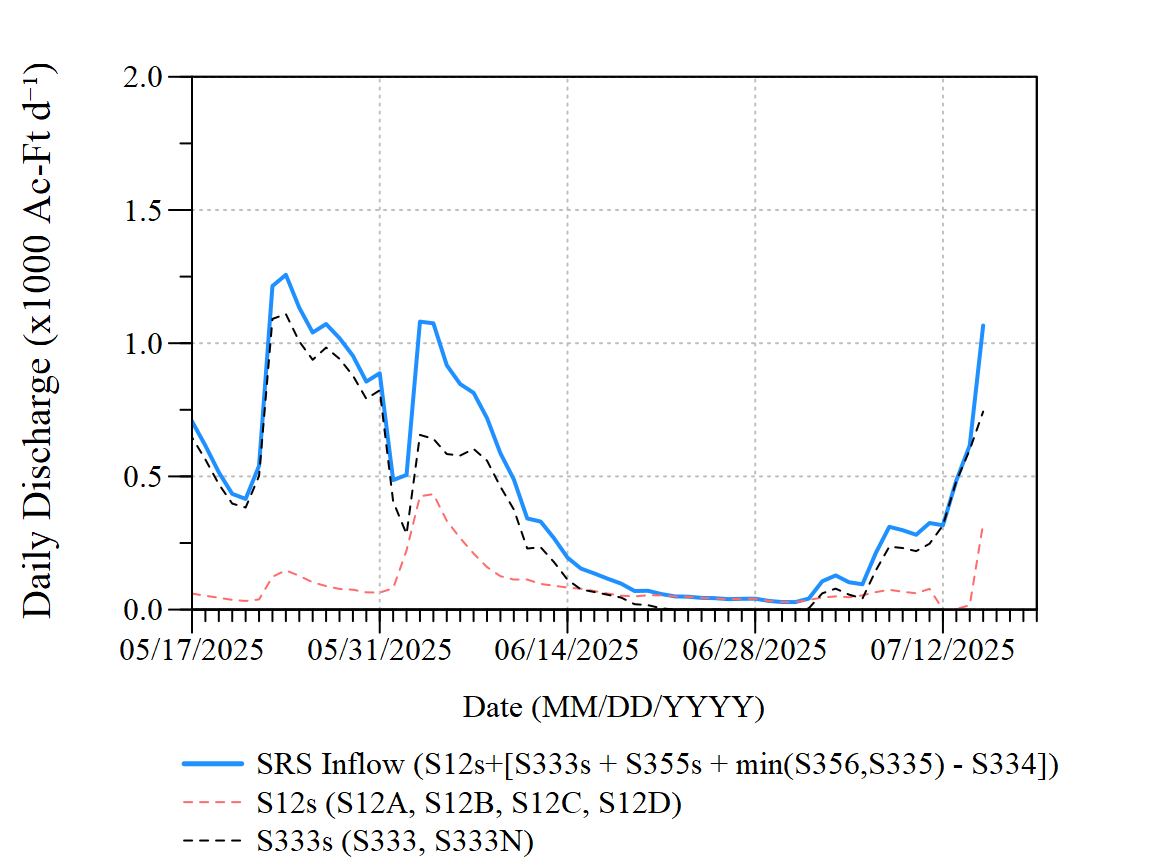 Daily Discharge (x1000 Ac-Ft d⁻¹)
2.0
1.5
1.0
0.5
0.0
05/17/2025 05/31/2025 06/14/2025 06/28/2025 07/12/2025
Date (MM/DD/YYYY)
SRS Inflow (S12s+[S333s + S355s + min(S356,S335) - S334])
S12s (S12A, S12B, S12C, S12D)
S333s (S333, S333N)